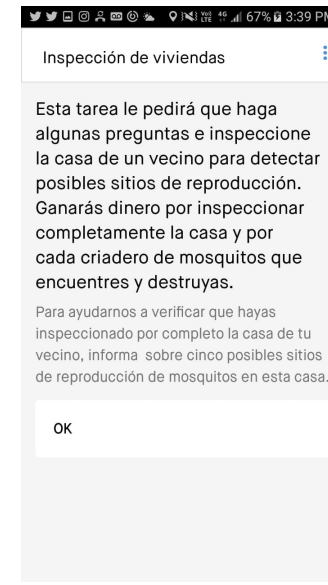 VoD LTE 4G 67% 3:39 PM
Inspección de viviendas
Esta tarea le pedirá que haga
algunas preguntas e inspeccione
la casa de un vecino para detectar
posibles sitios de reproducción.
Ganarás dinero por inspeccionar
completamente la casa y por
cada criadero de mosquitos que
encuentres y destruyas.
Para ayudarnos a verificar que hayas
inspeccionado por completo la casa de tu
vecino, informa sobre cinco posibles sitios
de reproducción de mosquitos en esta casa.
OK